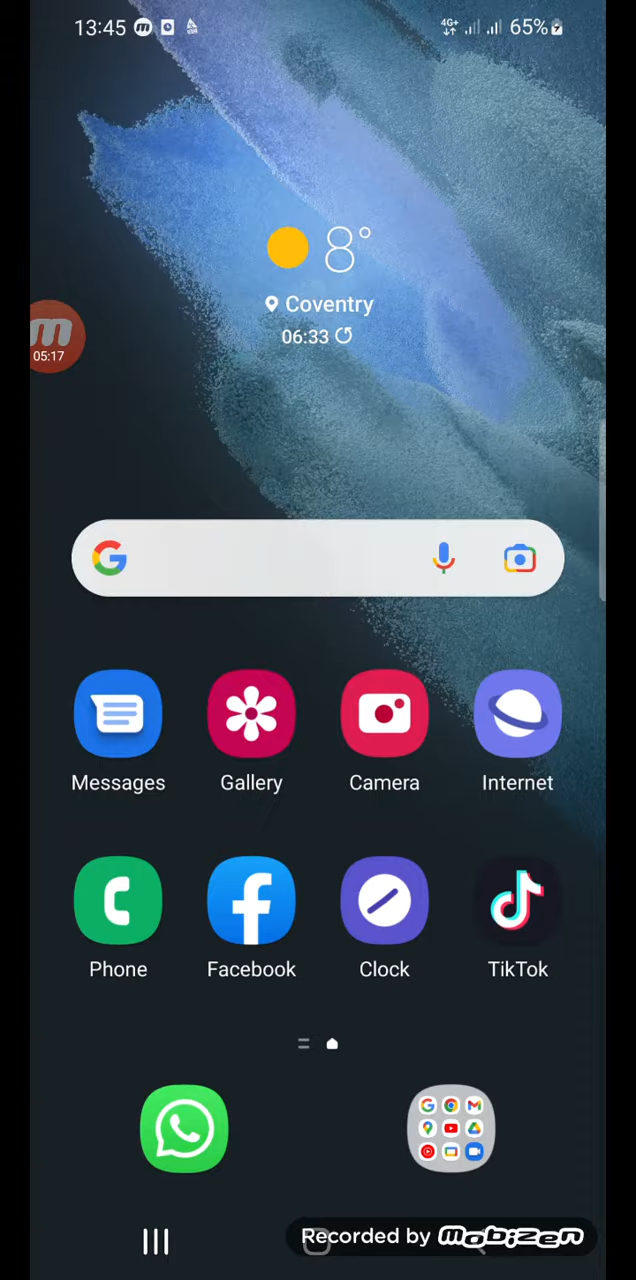 13:45
4G+ 65%
8°
Coventry
06:33
05:17
Messages Gallery Camera Internet
Phone Facebook Clock TikTok
Recorded by mobizen